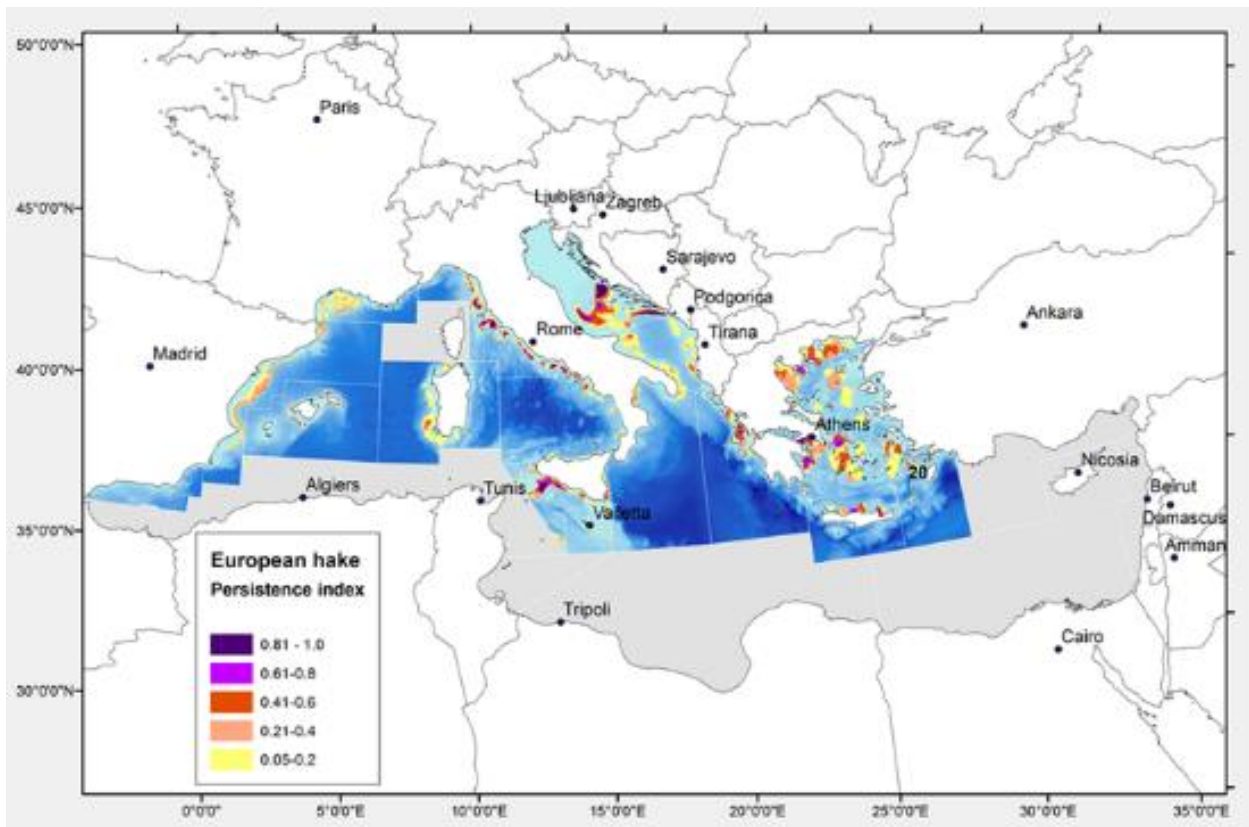 50°0'0"N
Paris
Ljubliana
Zagreb
45°0'0"N
Sarajevo
Podgorica
Ankara
Rome
Tirana
Madrid
40°0'0"N
Athens
20
Nicosia
Algiers
Tunis
Beirut
Valletta
Damascus
35°0'0"N
Amman
European hake
Persistence index
Tripoli
0.81 - 1.0
Cairo
0.61-0.8
30°0'0"N
0.41-0.6
0.21-0.4
0.05-0.2
0°0'0"
5°0'0"E
10°0'0"E
15°0'0"E
20°0'0"E
25°0'0"E
30°0'0"E
35°0'0"E